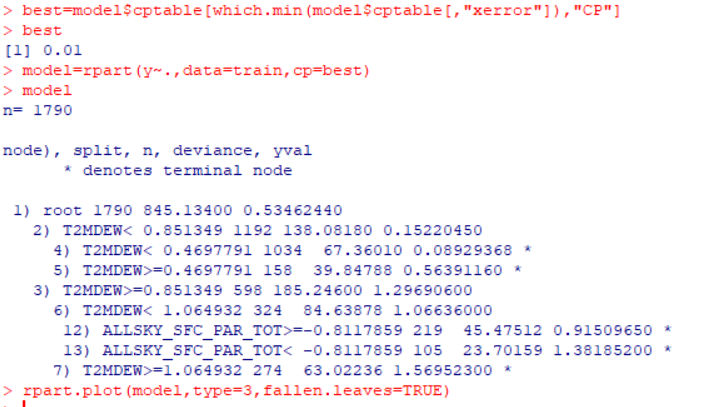 > best=model$cptable[which.min(model$cptable[,"xerror"]),"CP"]
> best
[1] 0.01
> model=rpart(y~.,data=train,cp=best)
> model
n= 1790

node), split, n, deviance, yval
      * denotes terminal node

 1) root 1790 845.13400 0.53462440
   2) T2MDEW< 0.851349 1192 138.08180 0.15220450
     4) T2MDEW< 0.4697791 1034  67.36010 0.08929368 *
     5) T2MDEW>=0.4697791 158  39.84788 0.56391160 *
   3) T2MDEW>=0.851349 598 185.24600 1.29690600
     6) T2MDEW< 1.064932 324  84.63878 1.06636000
      12) ALLSKY_SFC_PAR_TOT>=-0.8117859 219  45.47512 0.91509650 *
      13) ALLSKY_SFC_PAR_TOT< -0.8117859 105  23.70159 1.38185200 *
     7) T2MDEW>=1.064932 274  63.02236 1.56952300 *
> rpart.plot(model,type=3,fallen.leaves=TRUE)